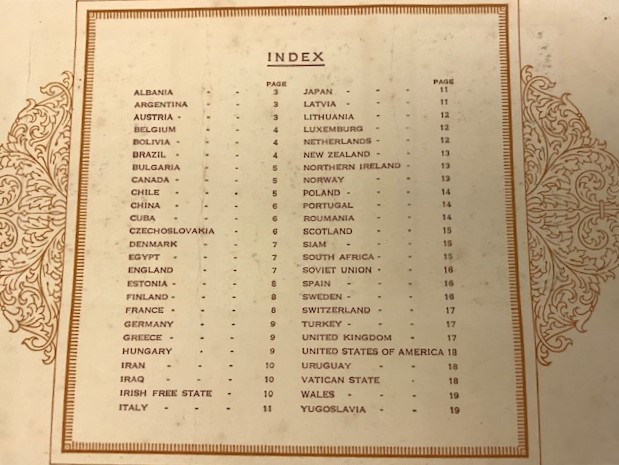 INDEX
PAGE
ALBANIA - - 3
ARGENTINA - - 3
AUSTRIA - - - 3
BELGIUM - - 4
BOLIVIA - - - 4
BRAZIL - - - 4
BULGARIA - - 5
CANADA - - - 5
CHILE - - - 5
CHINA - - - 6
CUBA - - - 6
CZECHOSLOVAKIA - 6
DENMARK - - 7
EGYPT - - - 7
ENGLAND - - 7
ESTONIA - - - 8
FINLAND - - - 8
FRANCE - - - 8
GERMANY - - 9
GREECE - - - 9
HUNGARY - - 9
IRAN - - - 10
IRAQ - - - 10
IRISH FREE STATE - - 10
ITALY - - - 11
PAGE
JAPAN - - - 11
LATVIA - - - 11
LITHUANIA - - 12
LUXEMBURG - - 12
NETHERLANDS - - 12
NEW ZEALAND - - 13
NORTHERN IRELAND - - 13
NORWAY - - 13
POLAND - - - 14
PORTUGAL - - 14
ROUMANIA - - 14
SCOTLAND - - 15
SIAM - - - 15
SOUTH AFRICA - - 15
SOVIET UNION - - 16
SPAIN - - - 16
SWEDEN - - - 16
SWITZERLAND - - 17
TURKEY - - - 17
UNITED KINGDOM - - 17
UNITED STATES OF AMERICA 18
URUGUAY - - 18
VATICAN STATE - 18
WALES - - - 19
YUGOSLAVIA - - 19